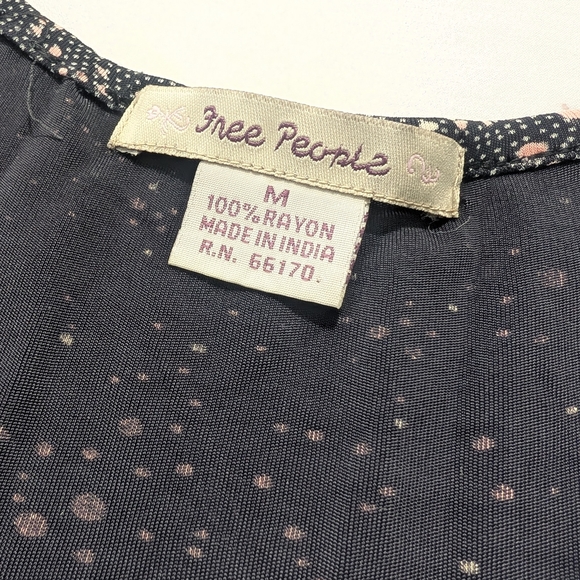 Free People
M
100% RAYON
MADE IN INDIA
R.N. 66170.